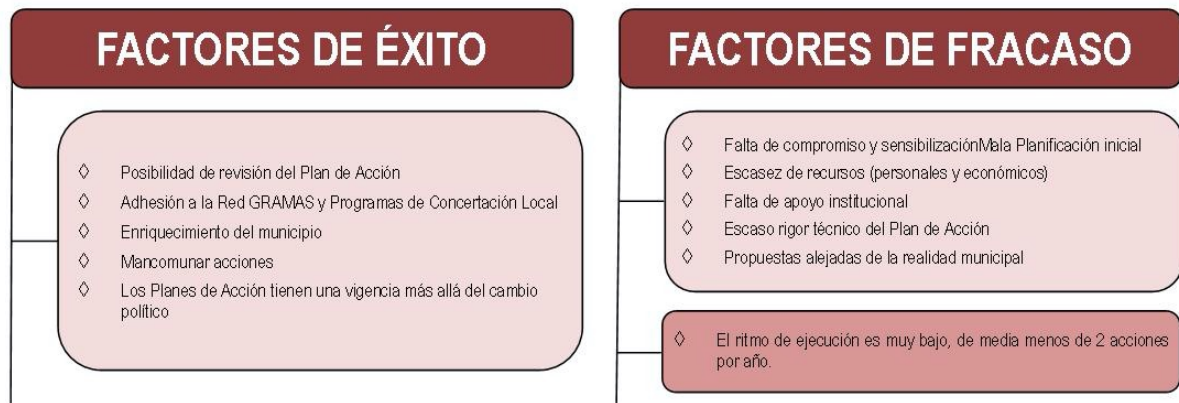 FACTORES DE ÉXITO
◊ Posibilidad de revisión del Plan de Acción
◊ Adhesión a la Red GRAMAS y Programas de Concertación Local
◊ Enriquecimiento del municipio
◊ Mancomunar acciones
◊ Los Planes de Acción tienen una vigencia más allá del cambio
político
FACTORES DE FRACASO
◊ Falta de compromiso y sensibilizaciónMala Planificación inicial
◊ Escasez de recursos (personales y económicos)
◊ Falta de apoyo institucional
◊ Escaso rigor técnico del Plan de Acción
◊ Propuestas alejadas de la realidad municipal
◊ El ritmo de ejecución es muy bajo, de media menos de 2 acciones
por año.